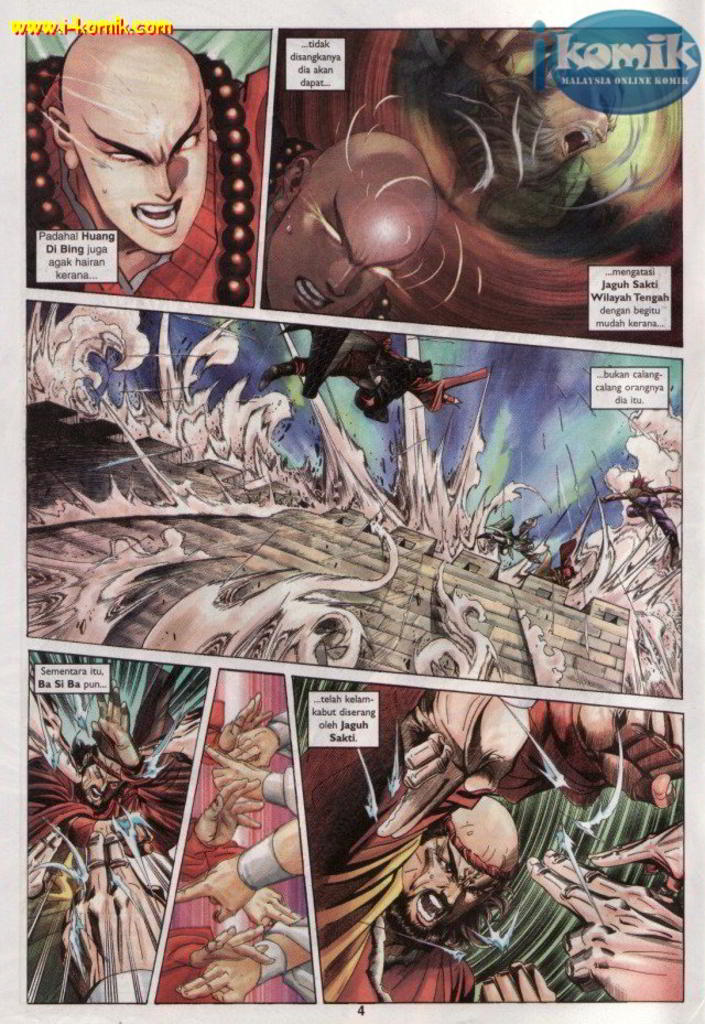 www.i-komik.com
ikomik
MALAYSIA ONLINE KOMIK
Padahal Huang
Di Bing juga
agak hairan
kerana...
...tidak
disangkanya
dia akan
dapat...
...mengatasi
Jaguh Sakti
Wilayah Tengah
dengan begitu
mudah kerana...
...bukan calang-
calang orangnya
dia itu.
Sementara itu,
Ba Si Ba pun...
...telah kelam-
kabut diserang
oleh Jaguh
Sakti.
4